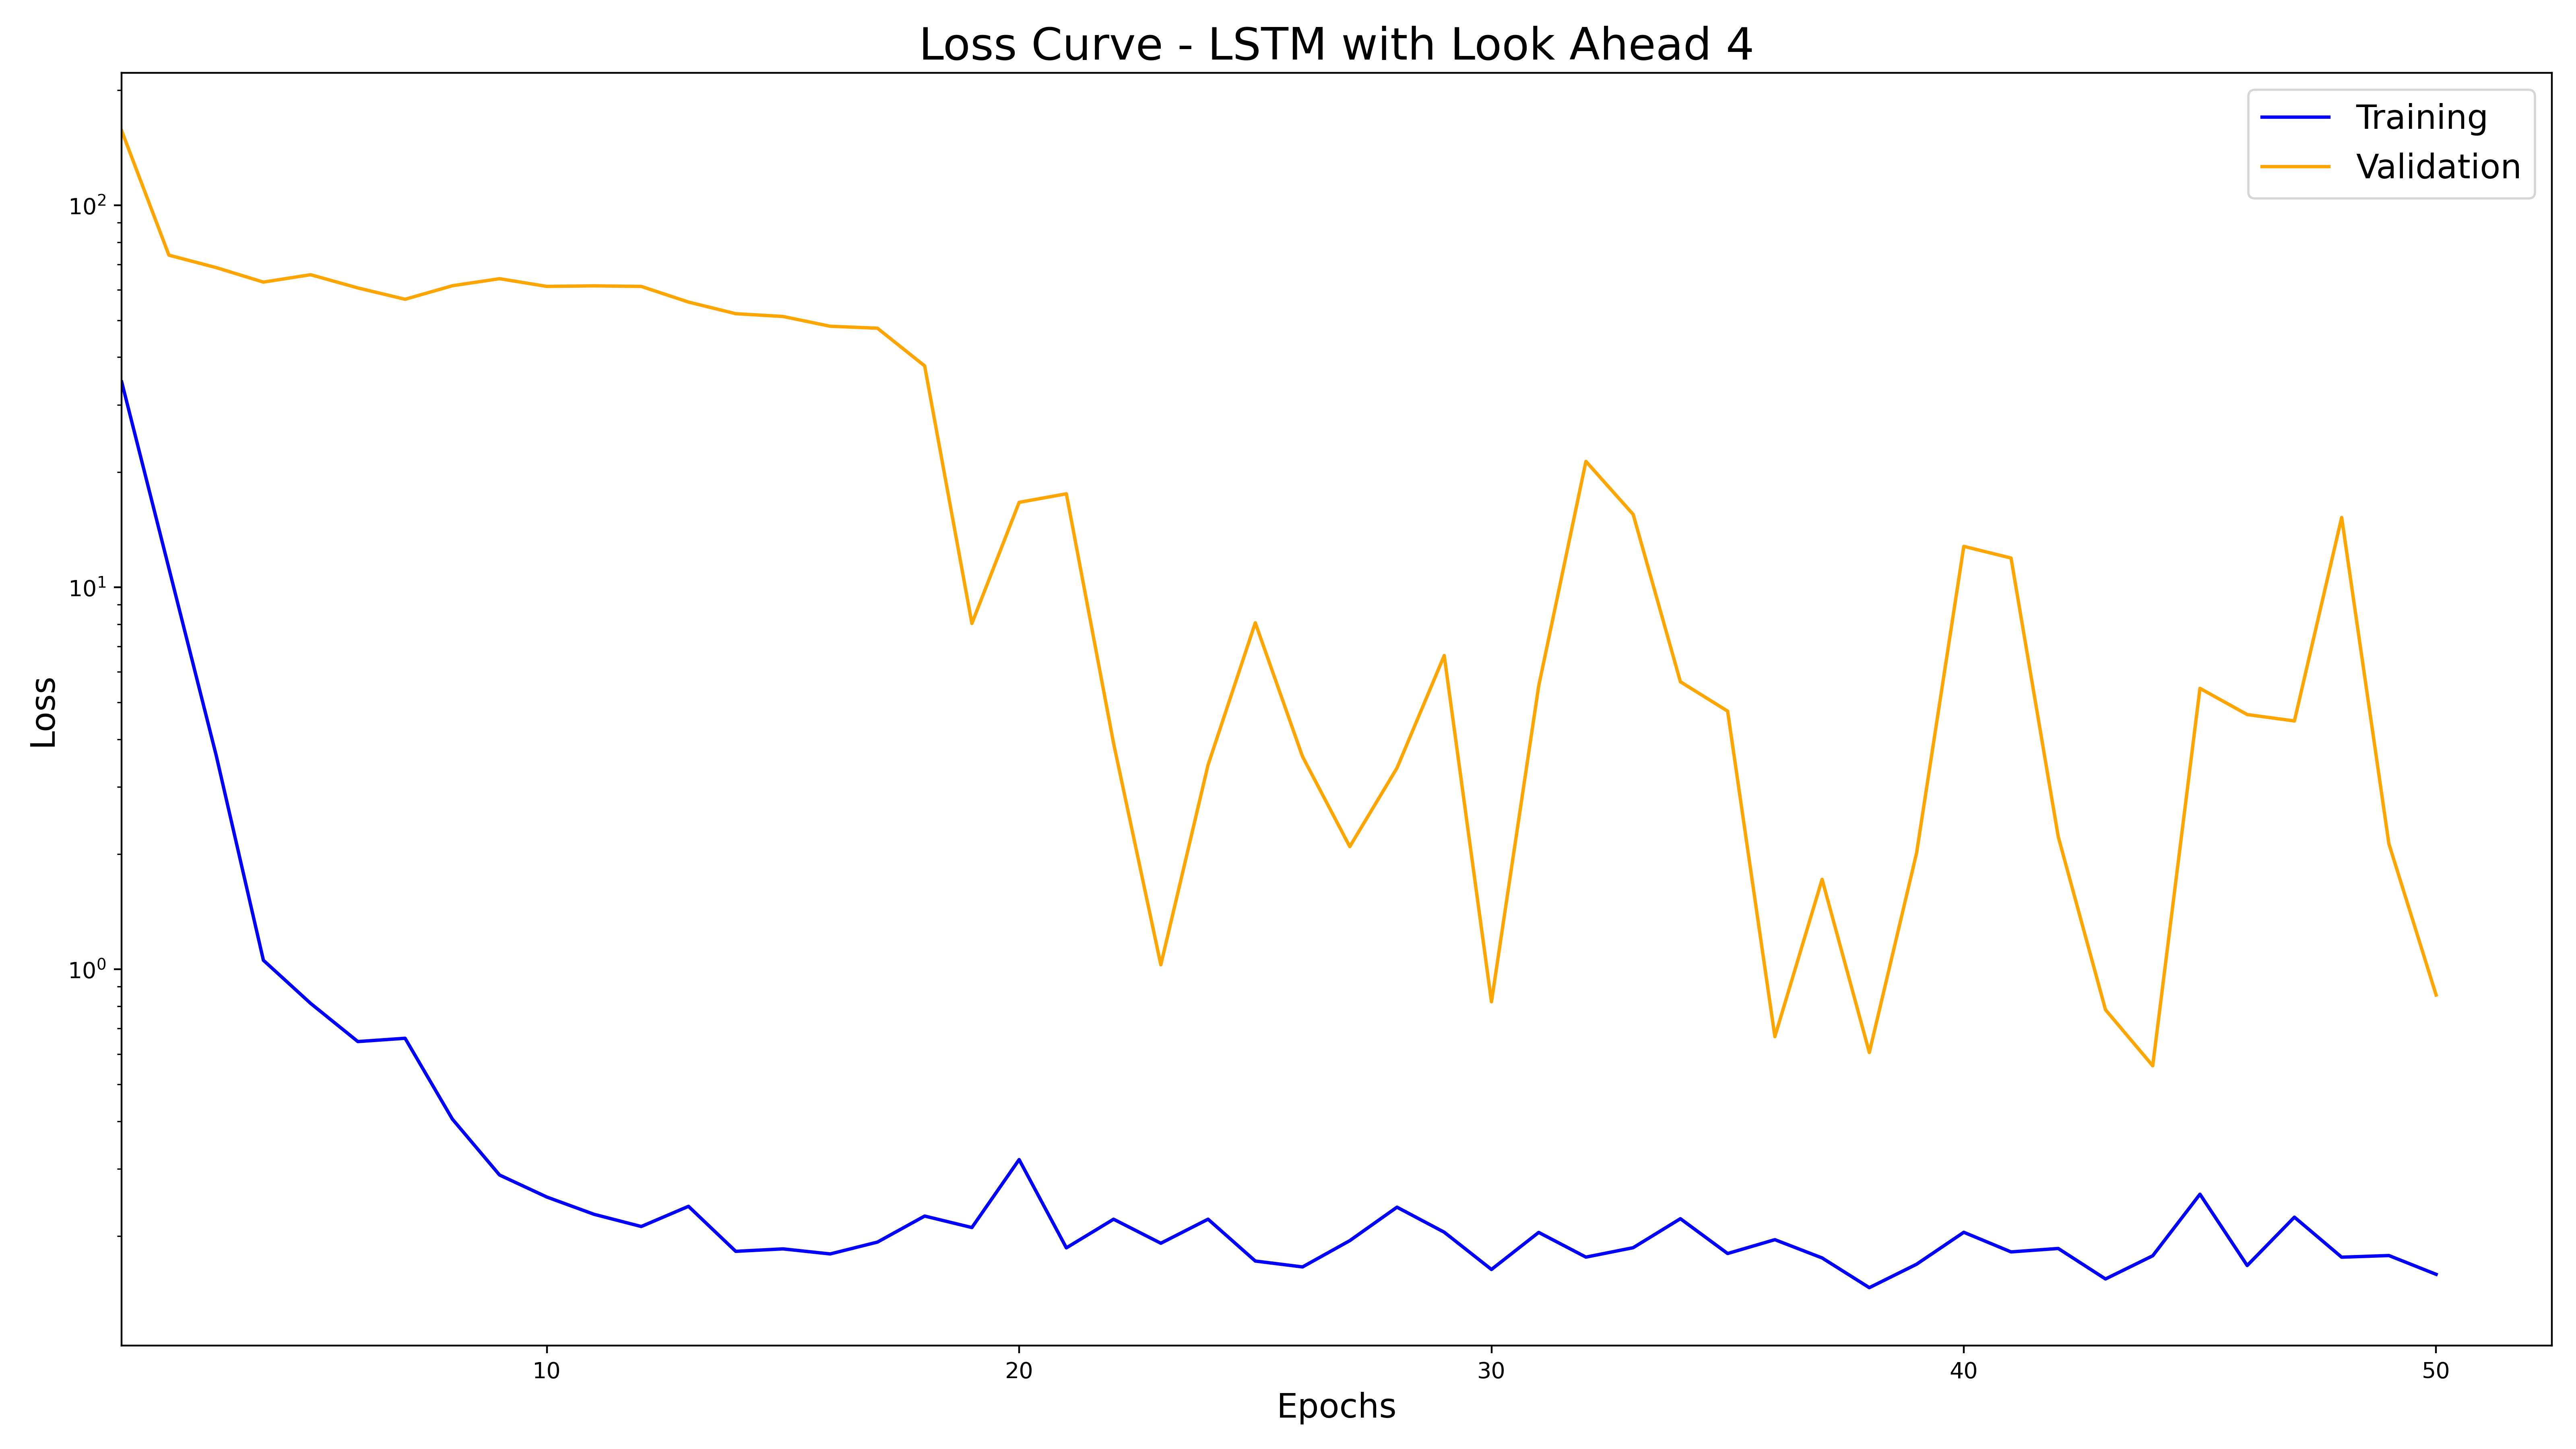 Loss Curve - LSTM with Look Ahead 4
Training
Validation
10²
10¹
10⁰
Loss
10 20 30 40 50
Epochs